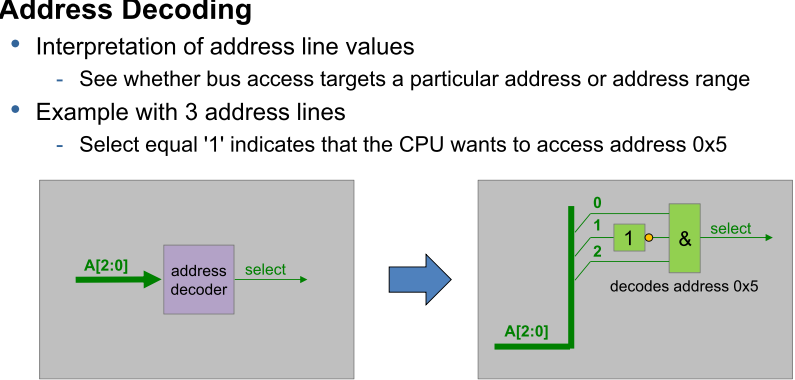 Address Decoding
• Interpretation of address line values
- See whether bus access targets a particular address or address range
• Example with 3 address lines
- Select equal '1' indicates that the CPU wants to access address 0x5
A[2:0]
address
decoder
select
0
1
2
1
&
select
decodes address 0x5
A[2:0]